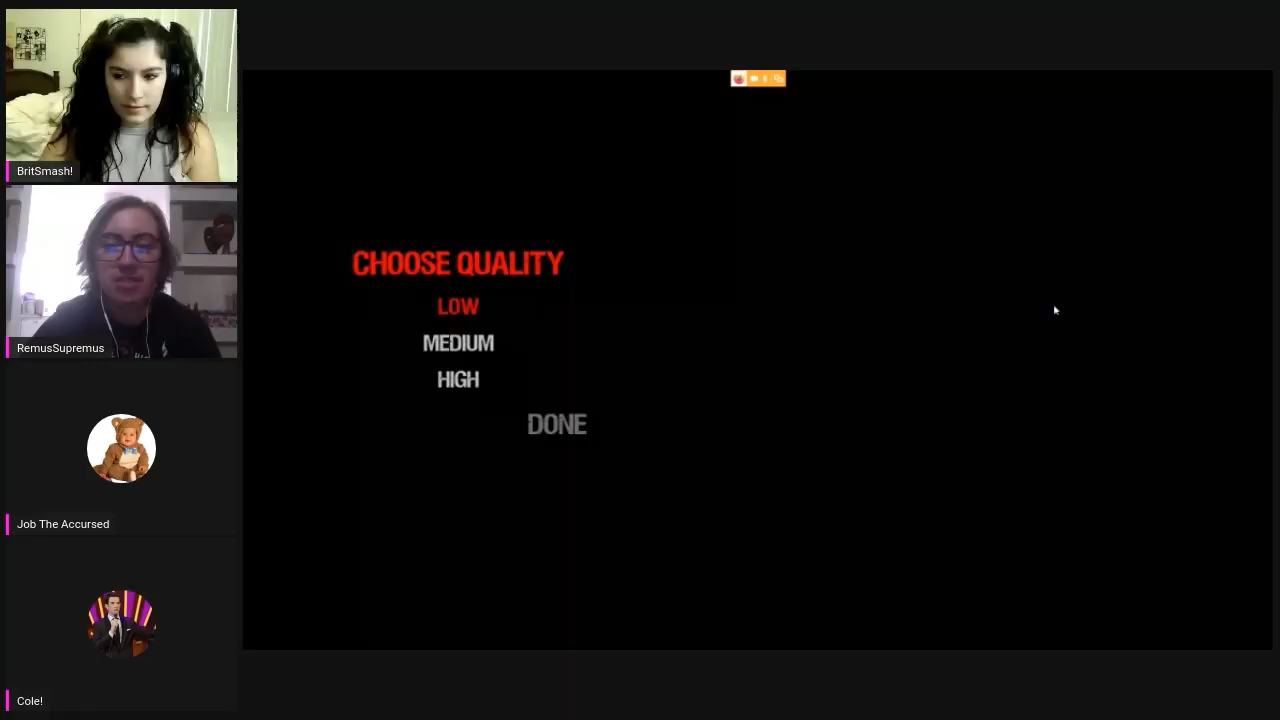 BritSmash!
RemusSupremus
Job The Accursed
Cole!
CHOOSE QUALITY
LOW
MEDIUM
HIGH
DONE